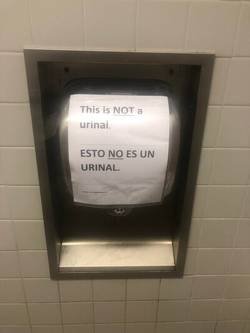 This is NOT a
urinal.
ESTO NO ES UN
URINAL.